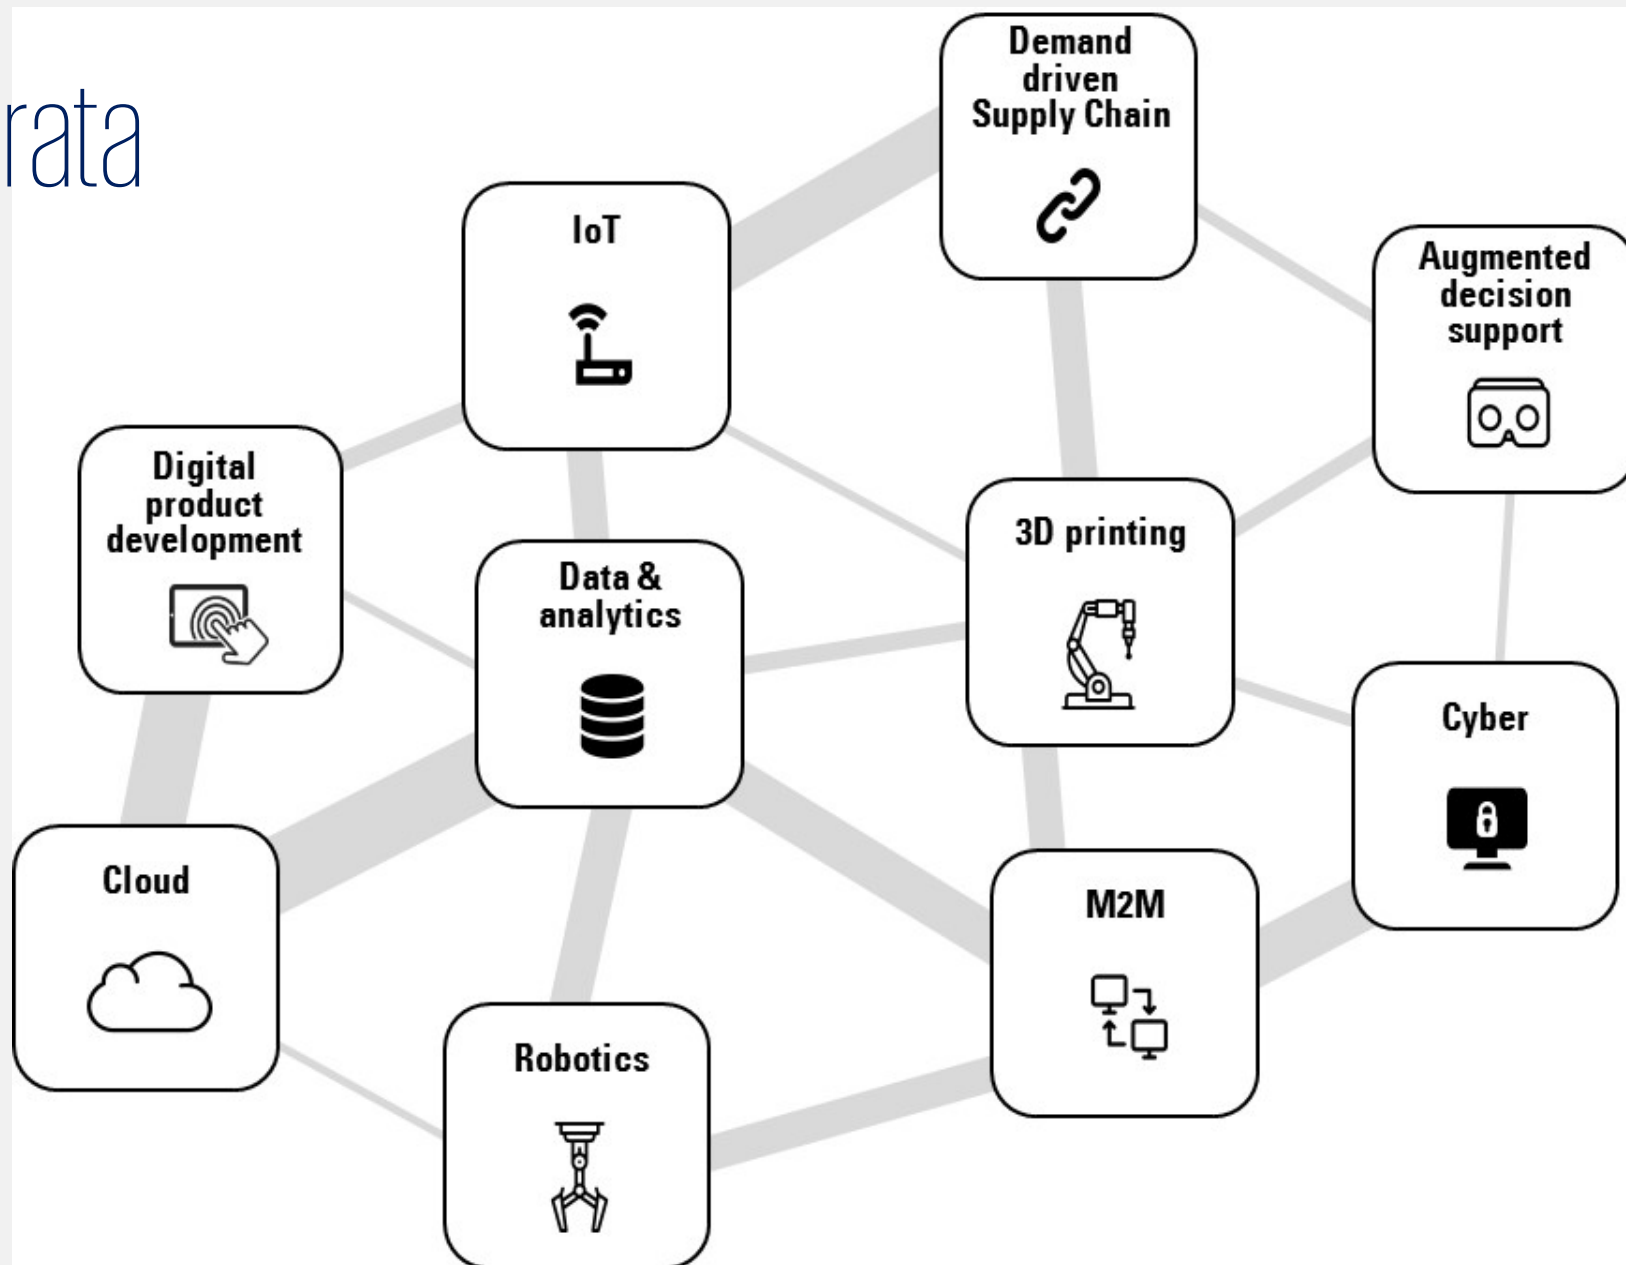 rata
Demand
driven
Supply Chain
IoT
Augmented
decision
support
Digital
product
development
Data &
analytics
3D printing
Cyber
Cloud
M2M
Robotics